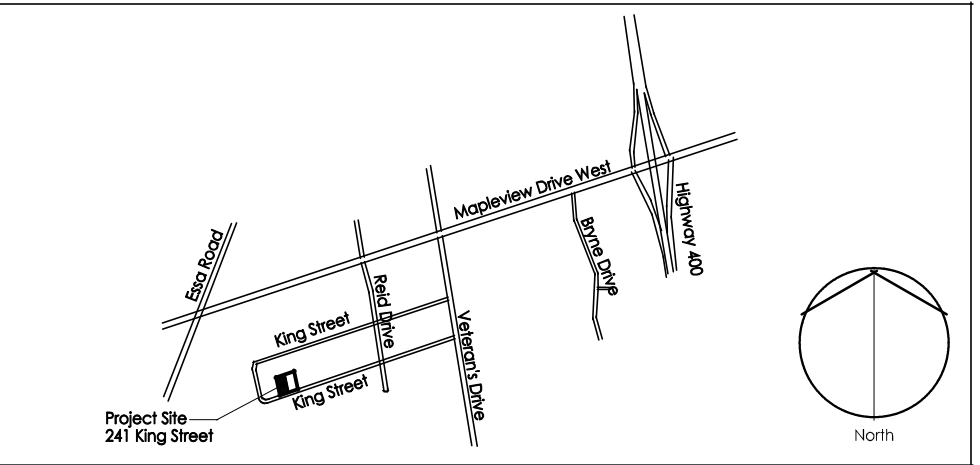 Mapleview Drive West
Highway 400
Bryne Drive
Essa Road
Reid Drive
King Street
Veteran's Drive
King Street
Project Site
241 King Street
North